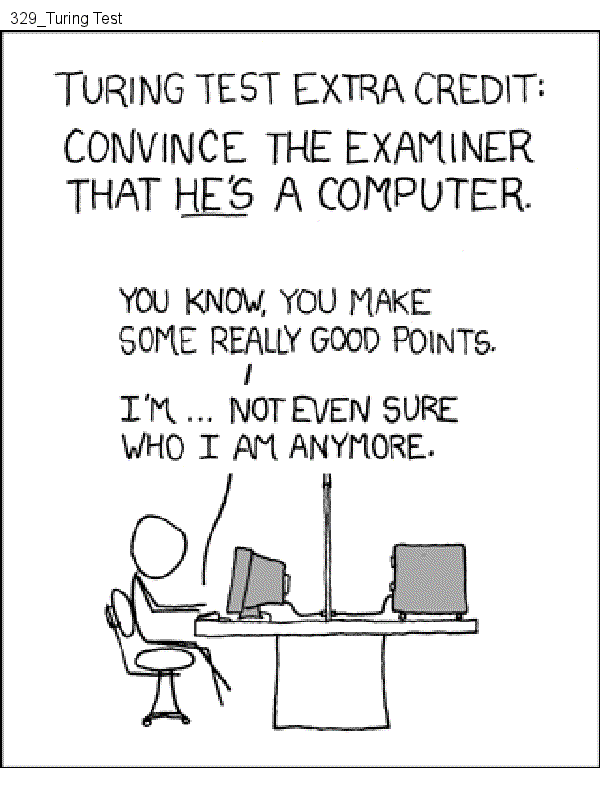 329_Turing Test
TURING TEST EXTRA CREDIT:
CONVINCE THE EXAMINER
THAT HE'S A COMPUTER.
YOU KNOW, YOU MAKE
SOME REALLY GOOD POINTS.
I'M ... NOT EVEN SURE
WHO I AM ANYMORE.